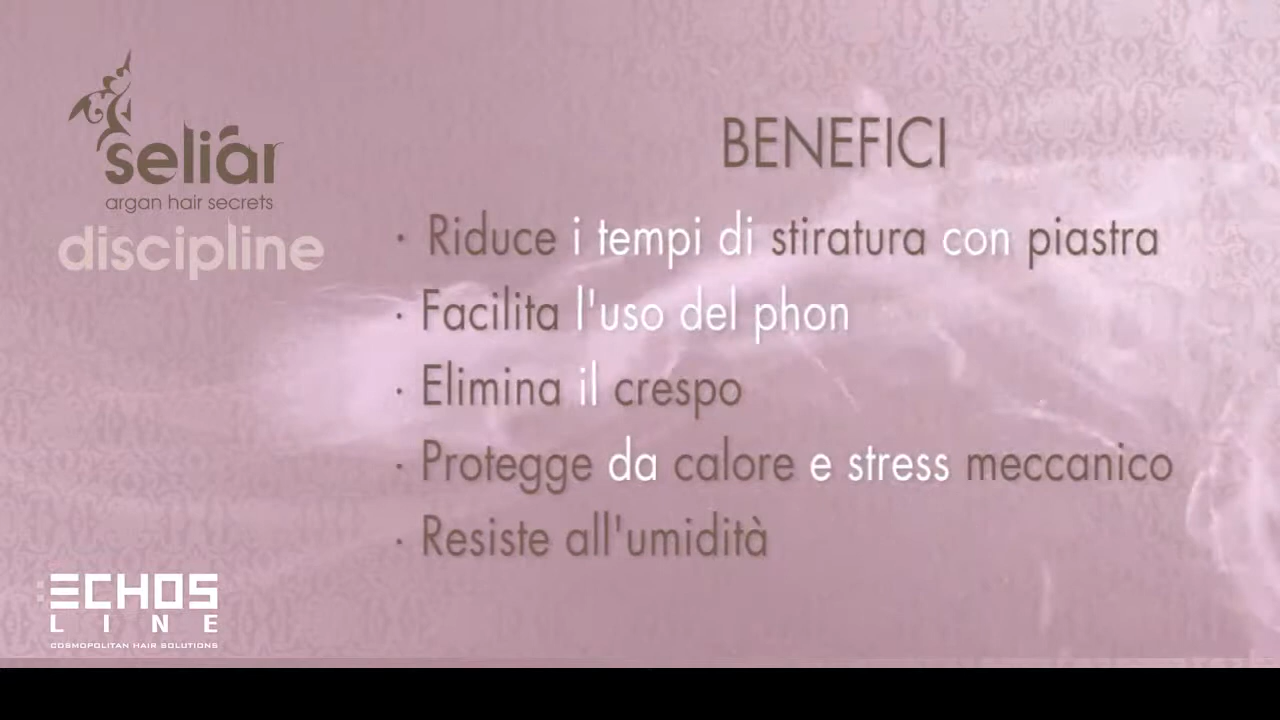 seliár
argan hair secrets
discipline
BENEFICI
· Riduce i tempi di stiratura con piastra
· Facilita l'uso del phon
· Elimina il crespo
· Protegge da calore e stress meccanico
· Resiste all'umidità
ECHOS
LINE
COSMOPOLITAN HAIR SOLUTIONS